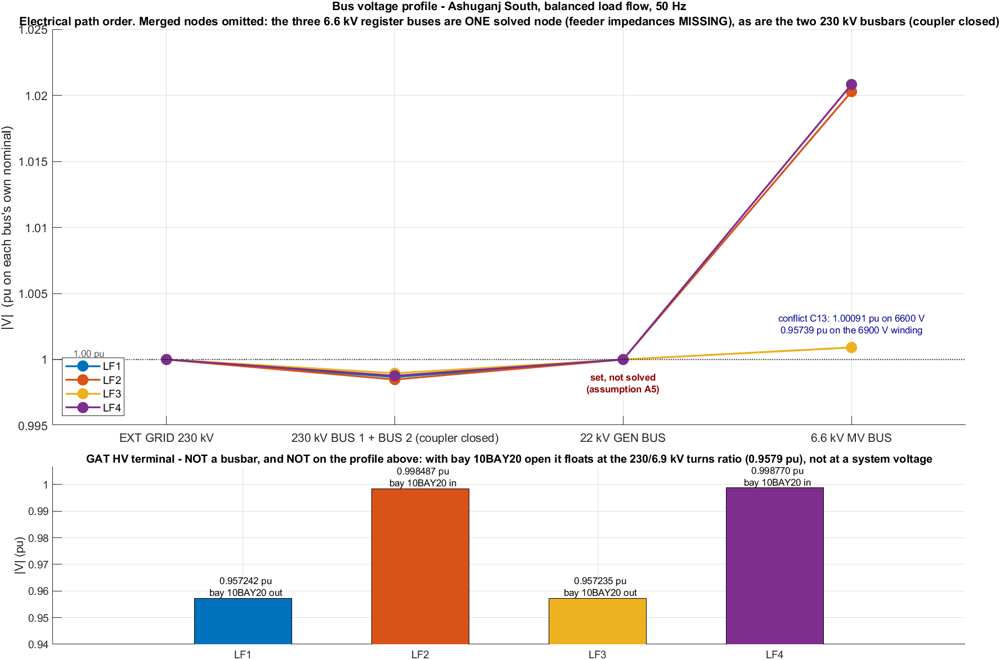 Bus voltage profile - Ashuganj South, balanced load flow, 50 Hz
Electrical path order. Merged nodes omitted: the three 6.6 kV register buses are ONE solved node (feeder impedances MISSING), as are the two 230 kV busbars (coupler closed)
|V| (pu on each bus's own nominal)
1.025
1.02
1.015
1.01
1.005
1
0.995
conflict C13: 1.00091 pu on 6600 V
0.95739 pu on the 6900 V winding
1.00 pu
LF1
LF2
LF3
LF4
set, not solved
(assumption A5)
EXT GRID 230 kV
230 kV BUS 1 + BUS 2 (coupler closed)
22 kV GEN BUS
6.6 kV MV BUS
GAT HV terminal - NOT a busbar, and NOT on the profile above: with bay 10BAY20 open it floats at the 230/6.9 kV turns ratio (0.9579 pu), not at a system voltage
|V| (pu)
1
0.99
0.98
0.97
0.96
0.95
0.94
0.957242 pu
bay 10BAY20 out
0.998487 pu
bay 10BAY20 in
0.957235 pu
bay 10BAY20 out
0.998770 pu
bay 10BAY20 in
LF1
LF2
LF3
LF4